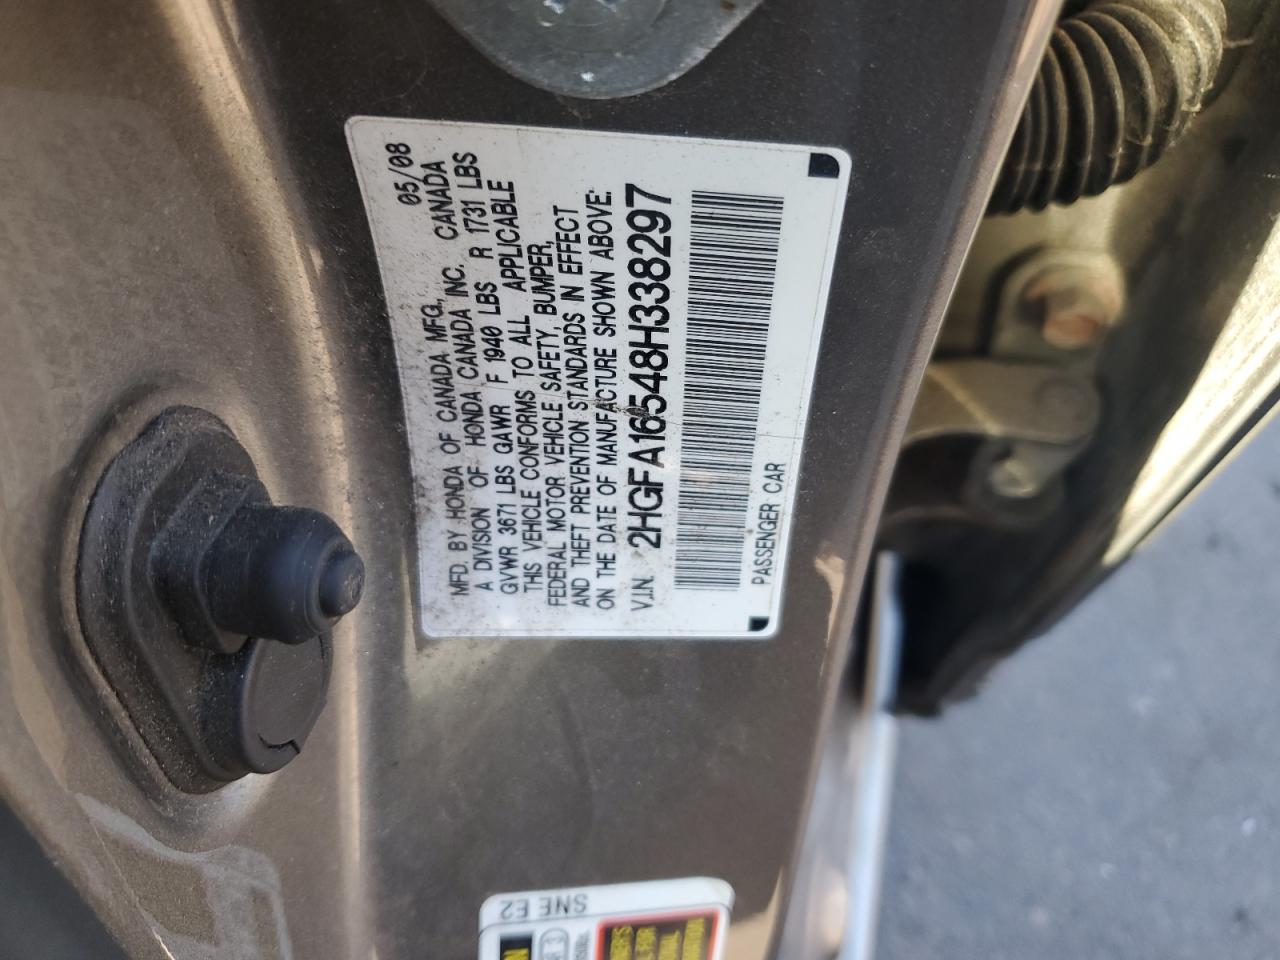 MFD. BY HONDA OF CANADA MFG., 05/08
A DIVISION OF HONDA CANADA INC. CANADA
GVWR 3671 LBS GAWR F 1940 LBS R 1731 LBS
THIS VEHICLE CONFORMS TO ALL APPLICABLE
FEDERAL MOTOR VEHICLE SAFETY, BUMPER,
AND THEFT PREVENTION STANDARDS IN EFFECT
ON THE DATE OF MANUFACTURE SHOWN ABOVE.
V.I.N. 2HGFA16548H338297
PASSENGER CAR
SNE E2